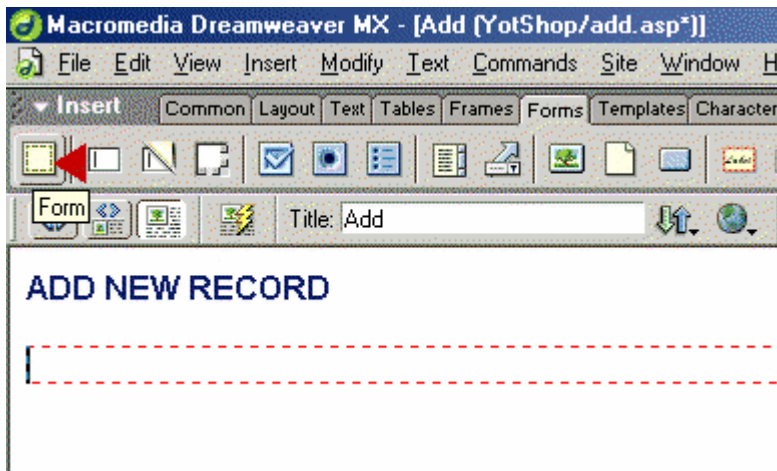 Macromedia Dreamweaver MX - [Add (YotShop/add.asp*)]
File Edit View Insert Modify Text Commands Site Window H
Insert Common Layout Text Tables Frames Forms Templates Character
Form
Title: Add
ADD NEW RECORD